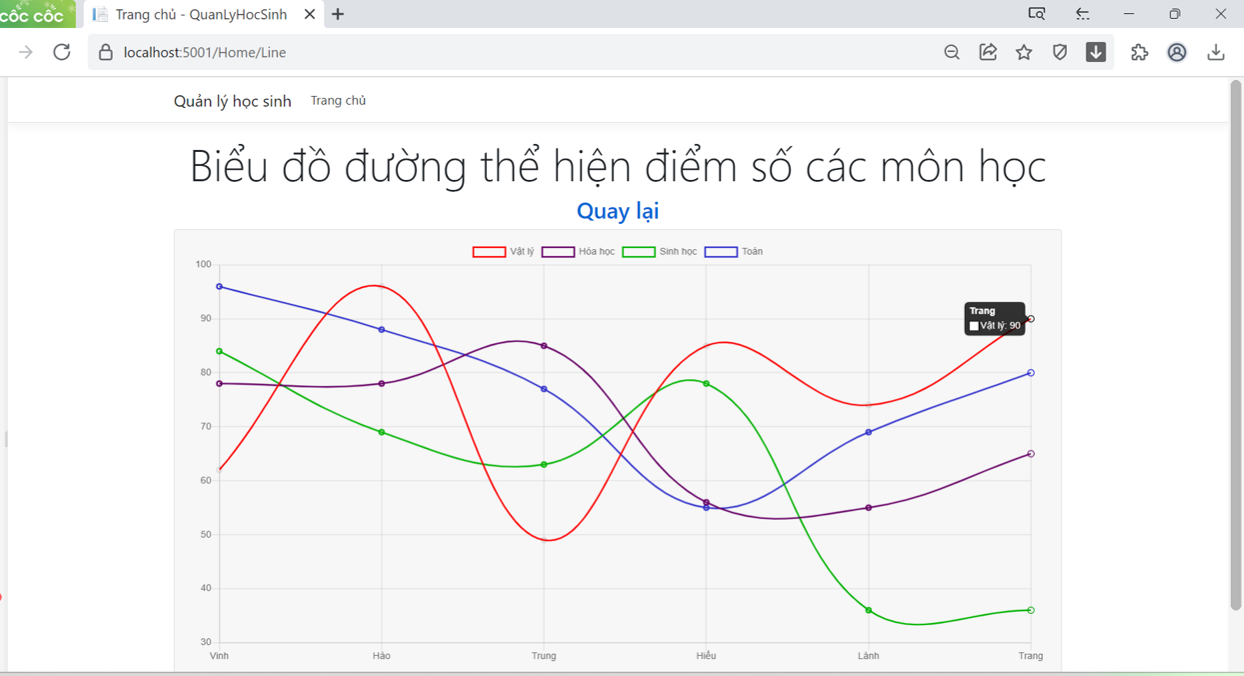 cốc cốc
Trang chủ - QuanLyHocSinh
localhost:5001/Home/Line
Quản lý học sinh Trang chủ
Biểu đồ đường thể hiện điểm số các môn học
Quay lại
Vật lý Hóa học Sinh học Toán
100
90
80
70
60
50
40
30
Trang
Vật lý: 90
Vinh Hào Trung Hiếu Lành Trang